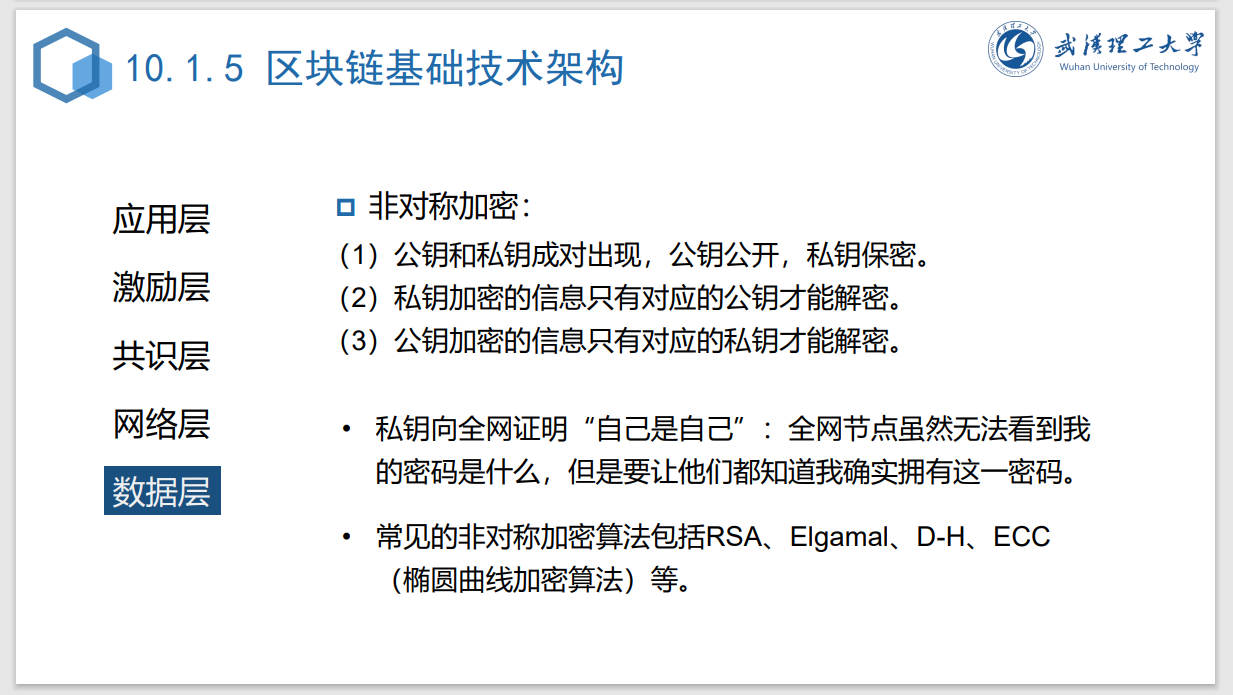 10.1.5 区块链基础技术架构
武汉理工大学
Wuhan University of Technology
应用层
激励层
共识层
网络层
数据层
非对称加密：
（1）公钥和私钥成对出现，公钥公开，私钥保密。
（2）私钥加密的信息只有对应的公钥才能解密。
（3）公钥加密的信息只有对应的私钥才能解密。
• 私钥向全网证明“自己是自己”：全网节点虽然无法看到我
的密码是什么，但是要让他们都知道我确实拥有这一密码。
• 常见的非对称加密算法包括RSA、Elgamal、D-H、ECC
（椭圆曲线加密算法）等。